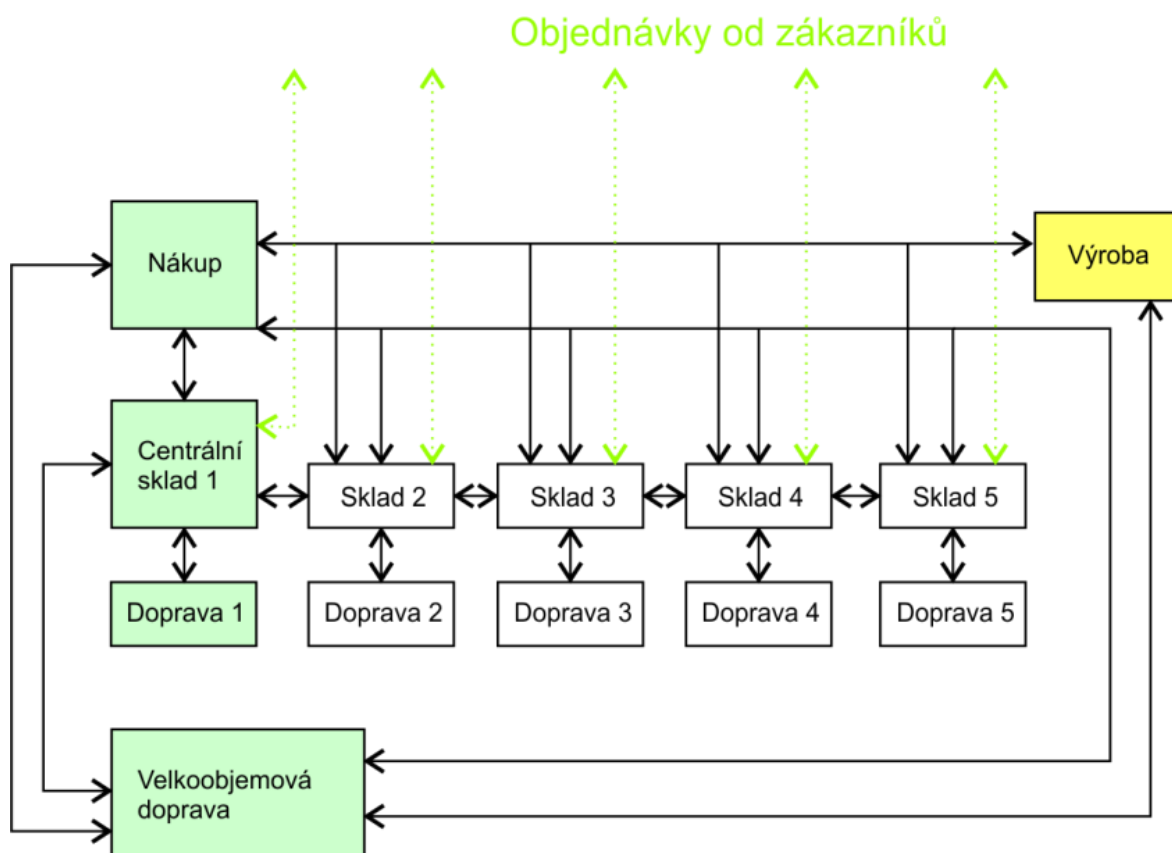 Objednávky od zákazníků
Nákup
Výroba
Centrální
sklad 1
Sklad 2
Sklad 3
Sklad 4
Sklad 5
Doprava 1
Doprava 2
Doprava 3
Doprava 4
Doprava 5
Velkoobjemová
doprava